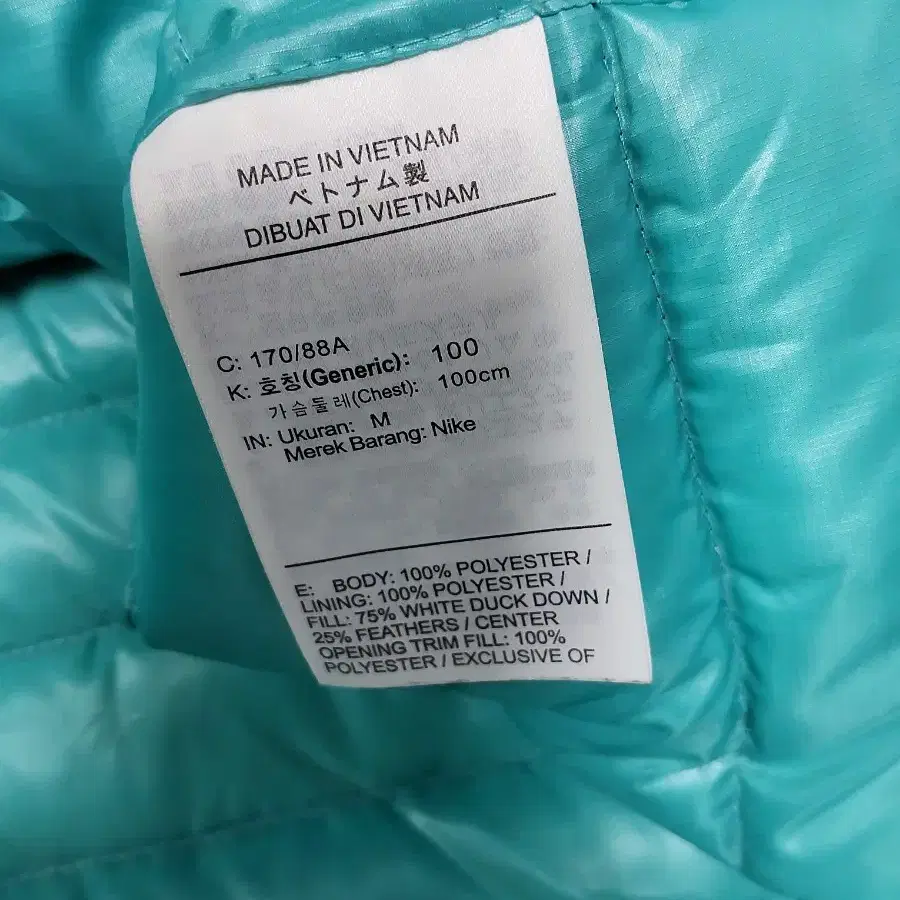 MADE IN VIETNAM
ベトナム製
DIBUAT DI VIETNAM
C: 170/88A
K: 호칭(Generic): 100
가슴둘레(Chest): 100cm
IN: Ukuran: M
Merek Barang: Nike
E: BODY: 100% POLYESTER /
LINING: 100% POLYESTER /
FILL: 75% WHITE DUCK DOWN /
25% FEATHERS / CENTER
OPENING TRIM FILL: 100%
POLYESTER / EXCLUSIVE OF